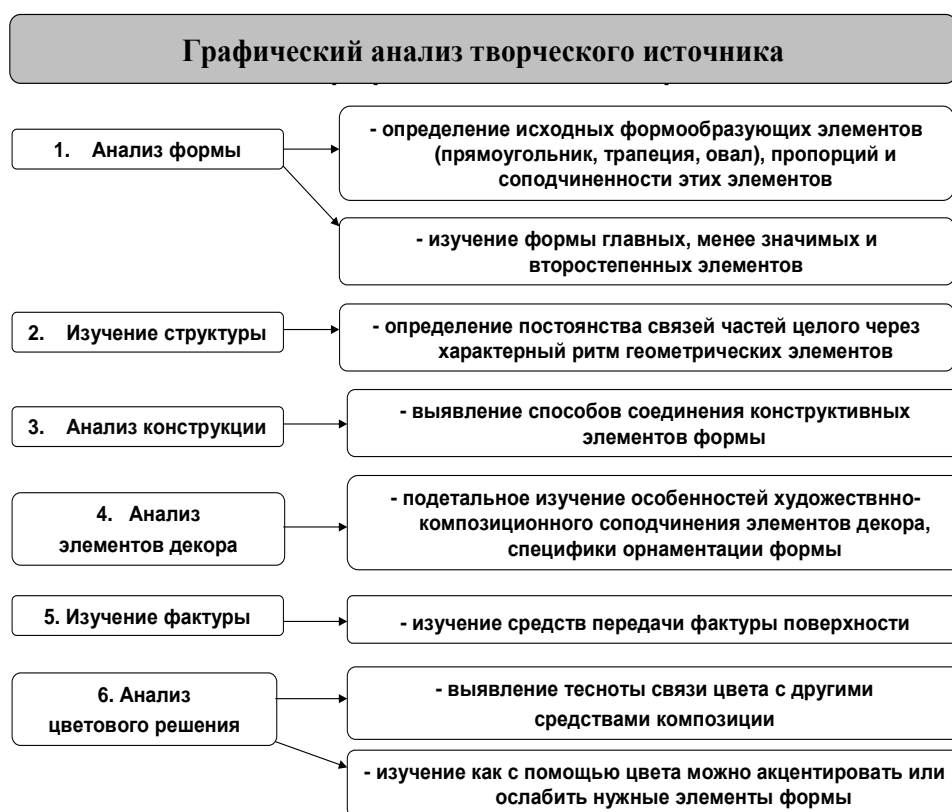 Графический анализ творческого источника
1. Анализ формы
- определение исходных формообразующих элементов
(прямоугольник, трапеция, овал), пропорций и
соподчиненности этих элементов
- изучение формы главных, менее значимых и
второстепенных элементов
2. Изучение структуры
- определение постоянства связей частей целого через
характерный ритм геометрических элементов
3. Анализ конструкции
- выявление способов соединения конструктивных
элементов формы
4. Анализ
элементов декора
- подетальное изучение особенностей художествнно-
композиционного соподчинения элементов декора,
специфики орнаментации формы
5. Изучение фактуры
- изучение средств передачи фактуры поверхности
6. Анализ
цветового решения
- выявление тесноты связи цвета с другими
средствами композиции
- изучение как с помощью цвета можно акцентировать или
ослабить нужные элементы формы